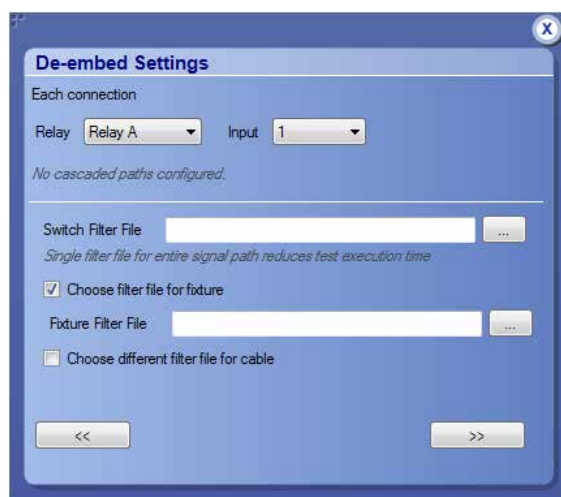 X
De-embed Settings
Each connection
Relay Relay A Input 1
No cascaded paths configured.
Switch Filter File ...
Single filter file for entire signal path reduces test execution time
Choose filter file for fixture
Fixture Filter File ...
Choose different filter file for cable
<< >>